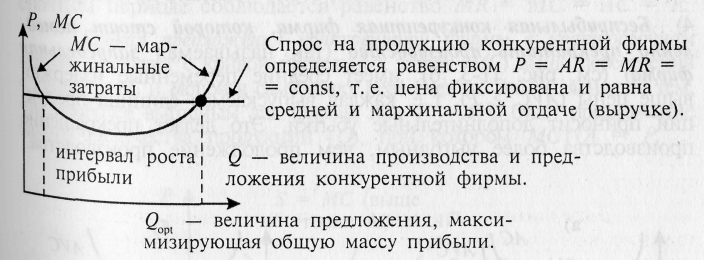 P, MC
MC — мар-
жинальные
затраты
Спрос на продукцию конкурентной фирмы
определяется равенством P = AR = MR =
= const, т. е. цена фиксирована и равна
средней и маржинальной отдаче (выручке).
интервал роста
прибыли
Q — величина производства и пред-
ложения конкурентной фирмы.
Qopt — величина предложения, макси-
мизирующая общую массу прибыли.